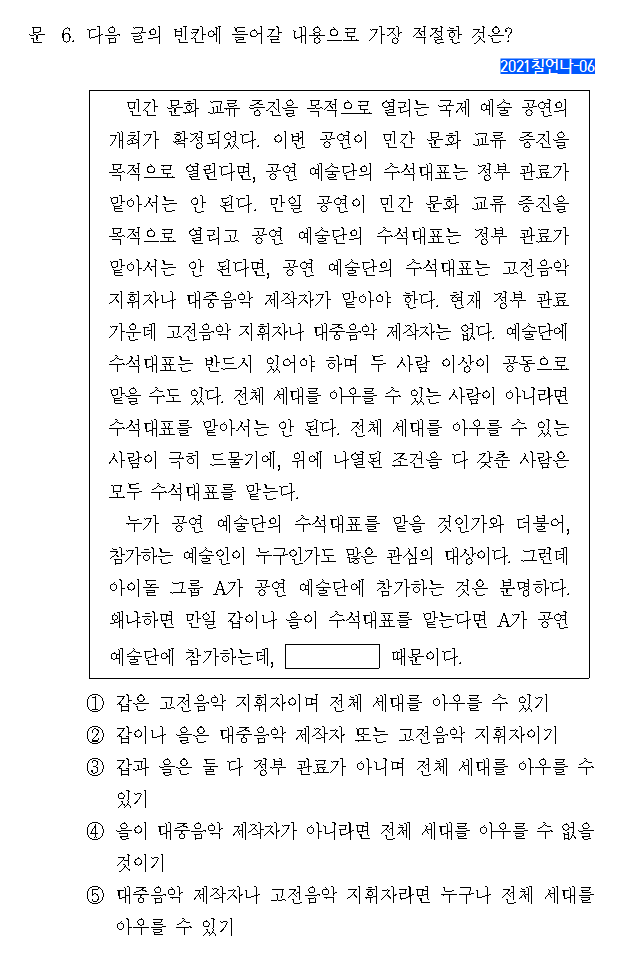 문 6. 다음 글의 빈칸에 들어갈 내용으로 가장 적절한 것은?
2021칠언나-06
민간 문화 교류 증진을 목적으로 열리는 국제 예술 공연의
개최가 확정되었다. 이번 공연이 민간 문화 교류 증진을
목적으로 열린다면, 공연 예술단의 수석대표는 정부 관료가
맡아서는 안 된다. 만일 공연이 민간 문화 교류 증진을
목적으로 열리고 공연 예술단의 수석대표는 정부 관료가
맡아서는 안 된다면, 공연 예술단의 수석대표는 고전음악
지휘자나 대중음악 제작자가 맡아야 한다. 현재 정부 관료
가운데 고전음악 지휘자나 대중음악 제작자는 없다. 예술단에
수석대표는 반드시 있어야 하며 두 사람 이상이 공동으로
맡을 수도 있다. 전체 세대를 아우를 수 있는 사람이 아니라면
수석대표를 맡아서는 안 된다. 전체 세대를 아우를 수 있는
사람이 극히 드물기에, 위에 나열된 조건을 다 갖춘 사람은
모두 수석대표를 맡는다.
누가 공연 예술단의 수석대표를 맡을 것인가와 더불어,
참가하는 예술인이 누구인가도 많은 관심의 대상이다. 그런데
아이돌 그룹 A가 공연 예술단에 참가하는 것은 분명하다.
왜냐하면 만일 갑이나 을이 수석대표를 맡는다면 A가 공연
예술단에 참가하는데, 때문이다.
① 갑은 고전음악 지휘자이며 전체 세대를 아우를 수 있기
② 갑이나 을은 대중음악 제작자 또는 고전음악 지휘자이기
③ 갑과 을은 둘 다 정부 관료가 아니며 전체 세대를 아우를 수
있기
④ 을이 대중음악 제작자가 아니라면 전체 세대를 아우를 수 없을
것이기
⑤ 대중음악 제작자나 고전음악 지휘자라면 누구나 전체 세대를
아우를 수 있기